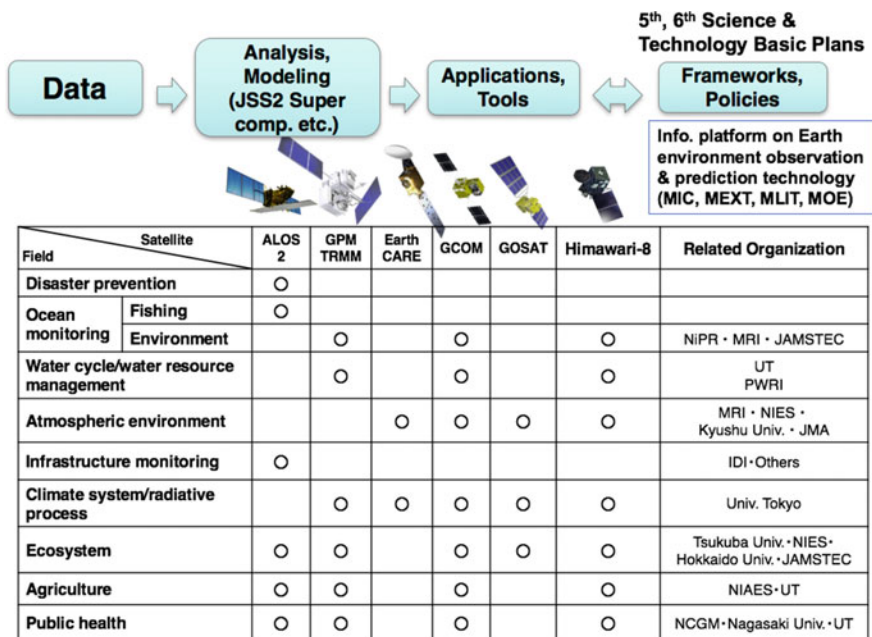 5th, 6th Science &
Technology Basic Plans
Data
Analysis,
Modeling
(JSS2 Super
comp. etc.)
Applications,
Tools
Frameworks,
Policies
Info. platform on Earth
environment observation
& prediction technology
(MIC, MEXT, MLIT, MOE)
Satellite
Field
ALOS
2
GPM
TRMM
Earth
CARE
GCOM
GOSAT
Himawari-8
Related Organization
Disaster prevention ○
Ocean
monitoring
Fishing ○
Environment ○ ○ ○ NiPR・MRI・JAMSTEC
Water cycle/water resource
management ○ ○ ○
UT
PWRI
Atmospheric environment ○ ○ ○ ○
MRI・NIES・
Kyushu Univ.・JMA
Infrastructure monitoring ○ IDI・Others
Climate system/radiative
process ○ ○ ○ ○ ○ Univ. Tokyo
Ecosystem ○ ○ ○ ○ ○
Tsukuba Univ.・NIES・
Hokkaido Univ.・JAMSTEC
Agriculture ○ ○ ○ ○ NIAES・UT
Public health ○ ○ ○ ○ NCGM・Nagasaki Univ.・UT